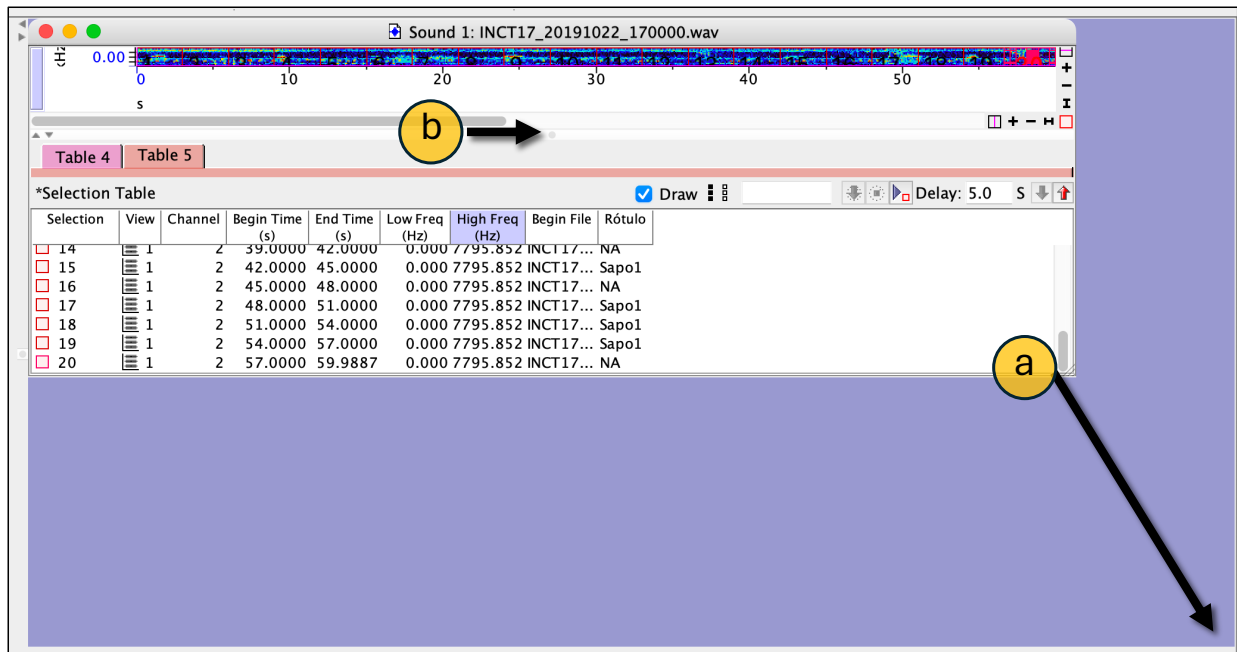 Sound 1: INCT17_20191022_170000.wav
0.00
0 10 20 30 40 50
s
b
Table 4 Table 5
*Selection Table Draw Delay: 5.0 S
Selection View Channel Begin Time (s) End Time (s) Low Freq (Hz) High Freq (Hz) Begin File Rótulo
14 1 2 39.0000 42.0000 0.000 7795.852 INCT17... NA
15 1 2 42.0000 45.0000 0.000 7795.852 INCT17... Sapo1
16 1 2 45.0000 48.0000 0.000 7795.852 INCT17... NA
17 1 2 48.0000 51.0000 0.000 7795.852 INCT17... Sapo1
18 1 2 51.0000 54.0000 0.000 7795.852 INCT17... Sapo1
19 1 2 54.0000 57.0000 0.000 7795.852 INCT17... Sapo1
20 1 2 57.0000 59.9887 0.000 7795.852 INCT17... NA
a